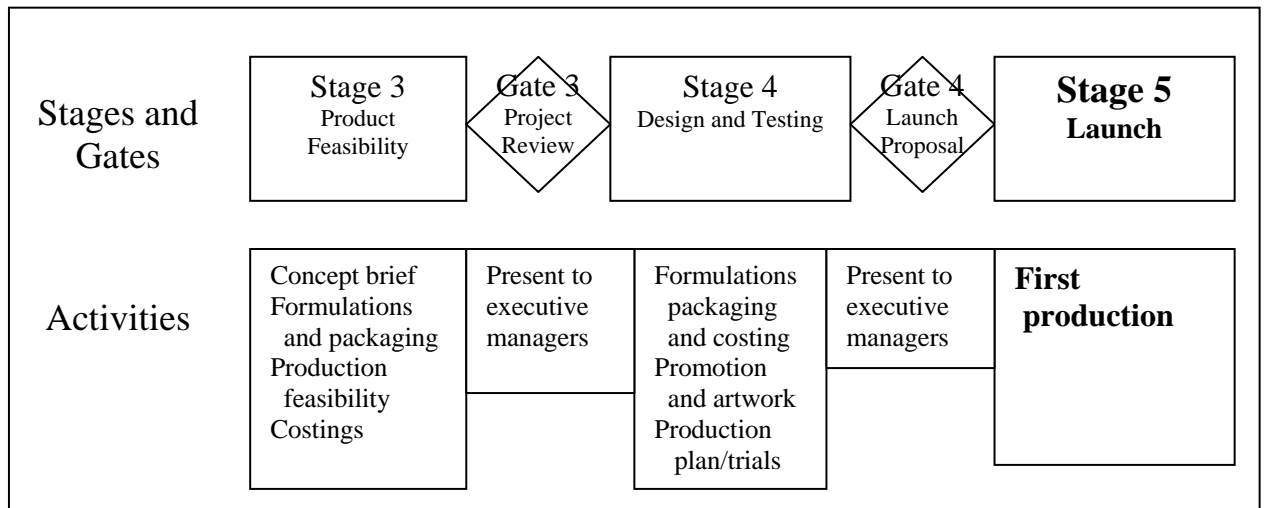 Stages and
Gates
Stage 3
Product
Feasibility
Gate 3
Project
Review
Stage 4
Design and Testing
Gate 4
Launch
Proposal
Stage 5
Launch
Activities
Concept brief
Formulations
and packaging
Production
feasibility
Costings
Present to
executive
managers
Formulations
packaging
and costing
Promotion
and artwork
Production
plan/trials
Present to
executive
managers
First
production